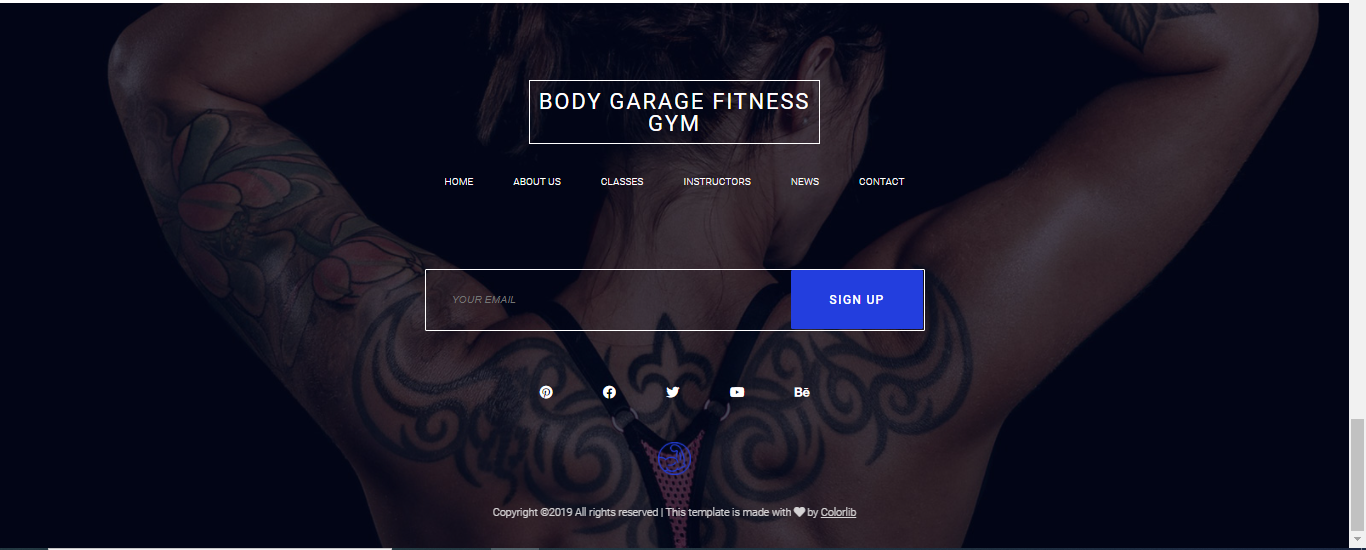 BODY GARAGE FITNESS
GYM
HOME ABOUT US CLASSES INSTRUCTORS NEWS CONTACT
YOUR EMAIL SIGN UP
Bē
Copyright ©2019 All rights reserved | This template is made with by Colorlib